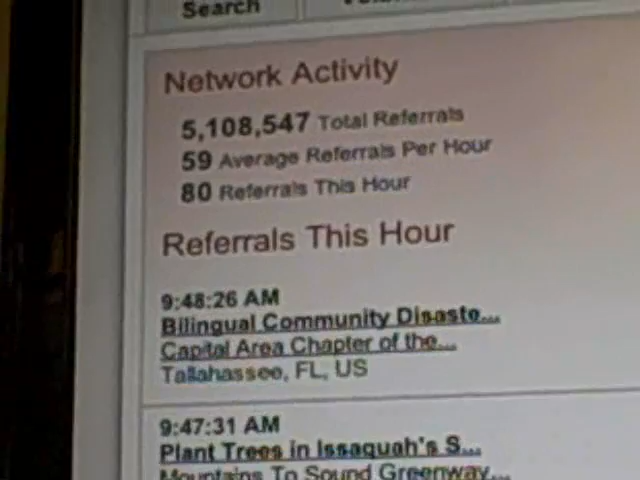 Search
Network Activity
5,108,547 Total Referrals
59 Average Referrals Per Hour
80 Referrals This Hour
Referrals This Hour
9:48:26 AM
Bilingual Community Disaste...
Capital Area Chapter of the...
Tallahassee, FL, US
9:47:31 AM
Plant Trees in Issaquah's S...
Mountains To Sound Greenway...